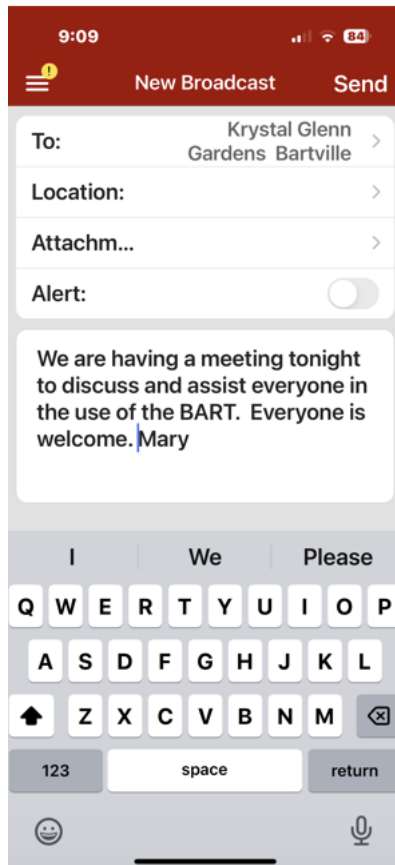 9:09 84
New Broadcast Send
To: Krystal Glenn
Gardens Bartville
Location:
Attachm...
Alert:
We are having a meeting tonight
to discuss and assist everyone in
the use of the BART.  Everyone is
welcome. Mary
I We Please
Q W E R T Y U I O P
A S D F G H J K L
Z X C V B N M
123 space return